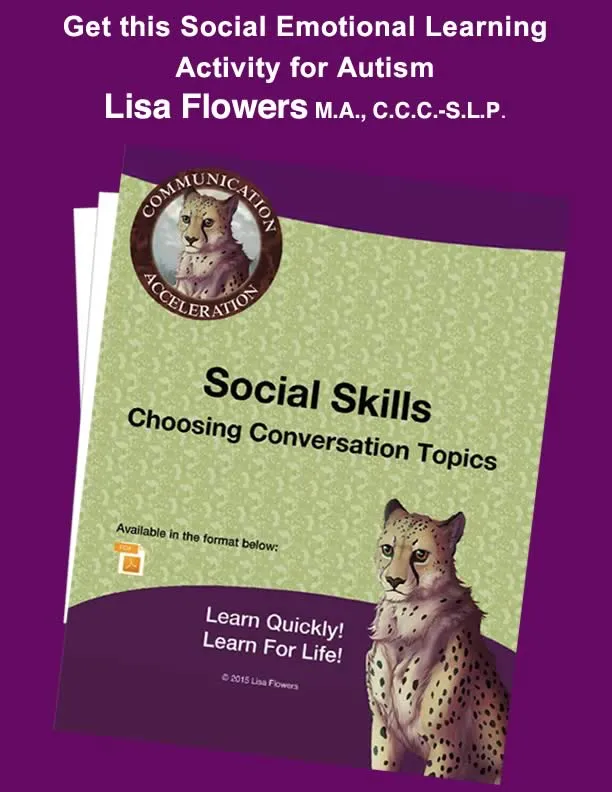 Get this Social Emotional Learning
Activity for Autism
Lisa Flowers M.A., C.C.C.-S.L.P.
COMMUNICATION
ACCELERATION
Social Skills
Choosing Conversation Topics
Available in the format below:
PDF
Learn Quickly!
Learn For Life!
© 2015 Lisa Flowers